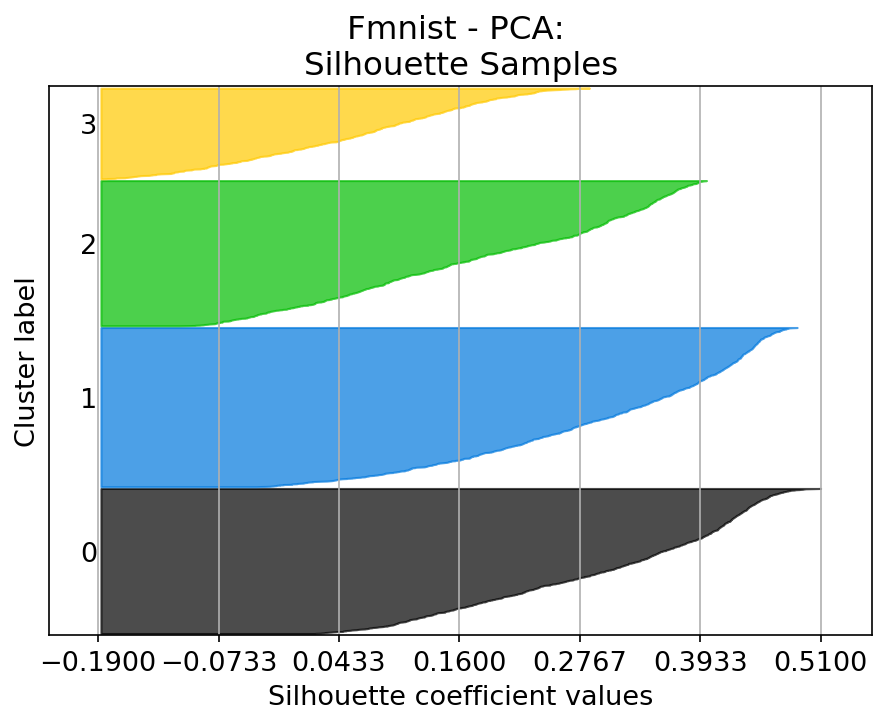 Fmnist - PCA:
Silhouette Samples
Cluster label
3
2
1
0
−0.1900 −0.0733 0.0433 0.1600 0.2767 0.3933 0.5100
Silhouette coefficient values